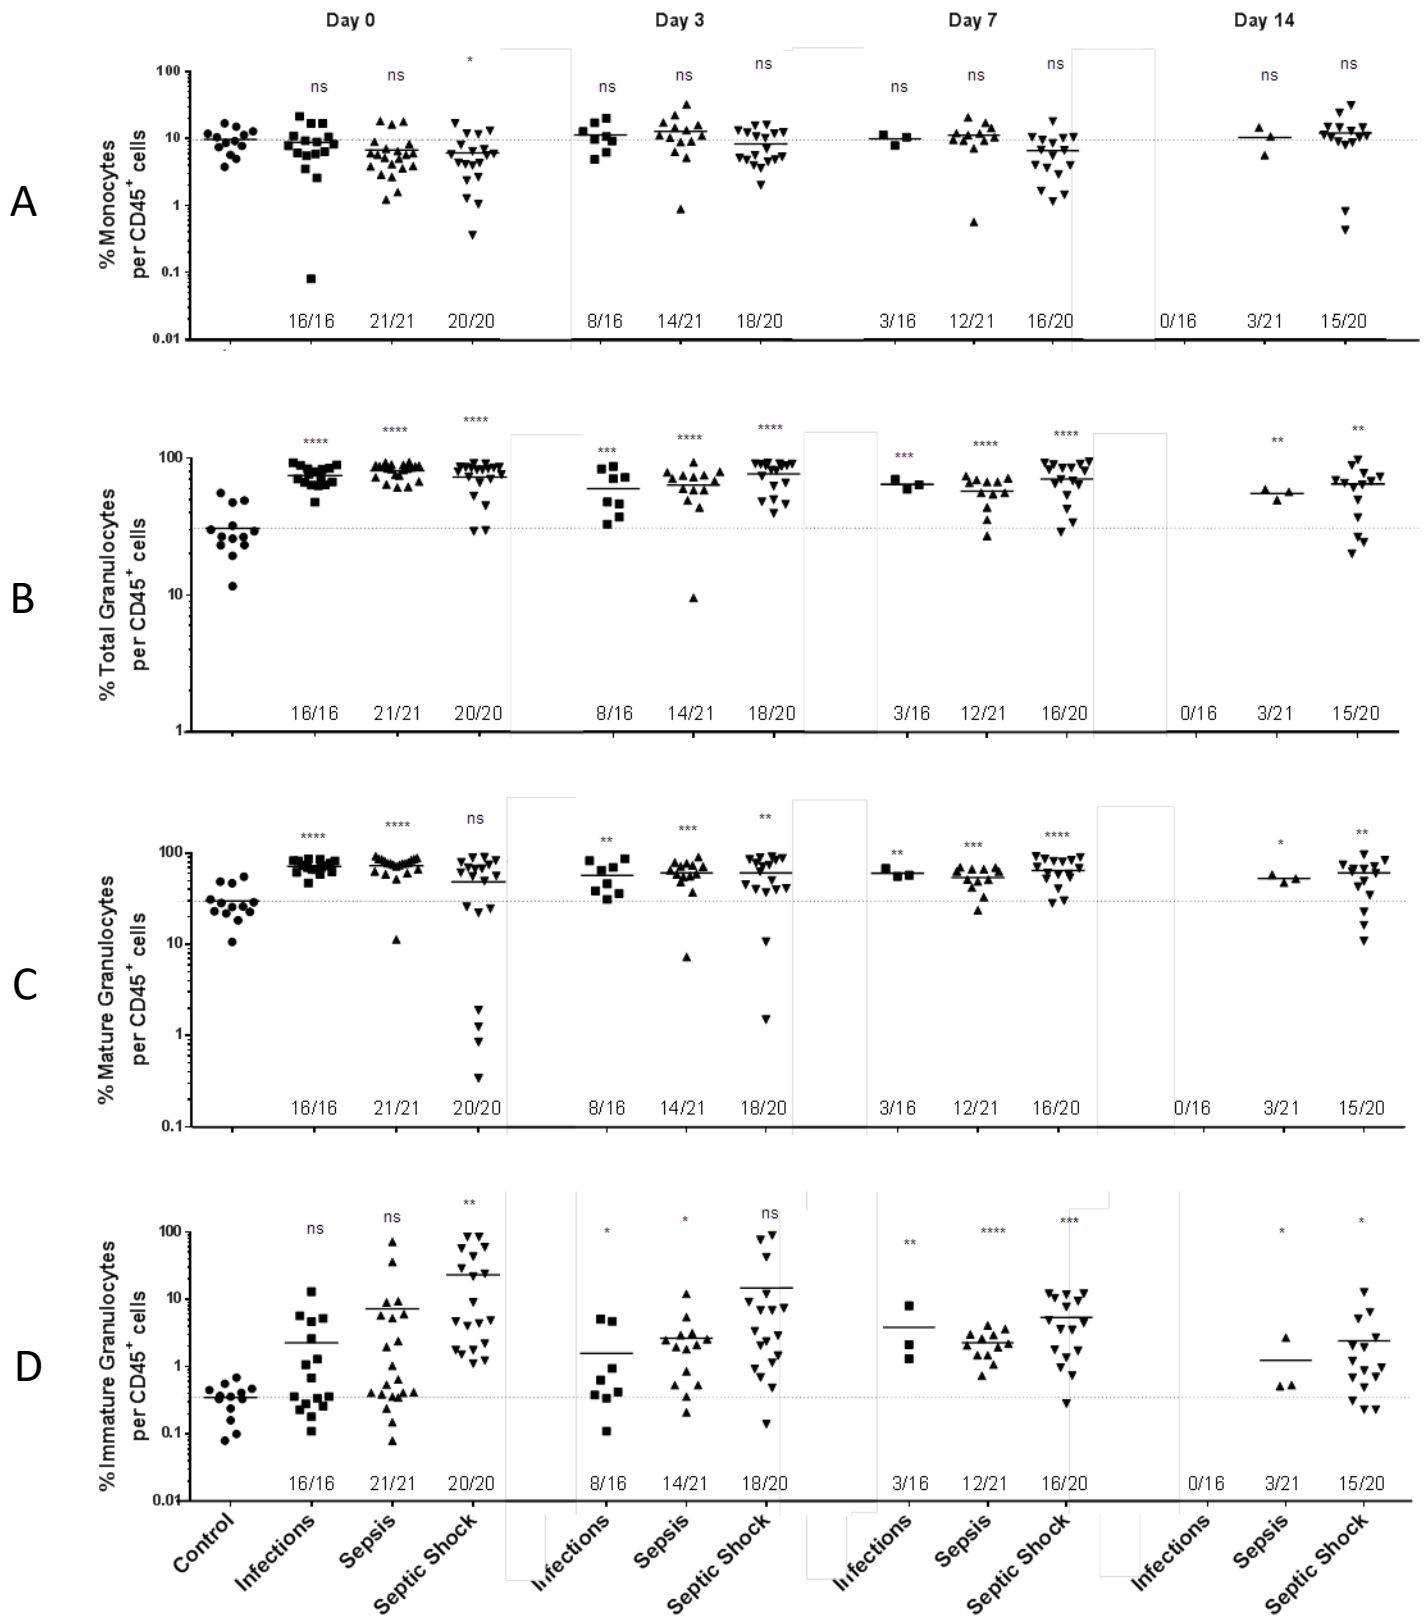 Day 0 Day 3 Day 7 Day 14
A
% Monocytes
per CD45+ cells
100
10
1
0.1
0.01
ns ns * ns ns ns ns ns ns ns ns
16/16 21/21 20/20 8/16 14/21 18/20 3/16 12/21 16/20 0/16 3/21 15/20
B
% Total Granulocytes
per CD45+ cells
100
10
1
**** **** **** *** **** **** *** **** **** ** **
16/16 21/21 20/20 8/16 14/21 18/20 3/16 12/21 16/20 0/16 3/21 15/20
C
% Mature Granulocytes
per CD45+ cells
100
10
1
0.1
**** **** ns ** *** ** ** *** **** * **
16/16 21/21 20/20 8/16 14/21 18/20 3/16 12/21 16/20 0/16 3/21 15/20
D
% Immature Granulocytes
per CD45+ cells
100
10
1
0.1
0.01
ns ns ** * * ns ** **** *** * *
16/16 21/21 20/20 8/16 14/21 18/20 3/16 12/21 16/20 0/16 3/21 15/20
Control Infections Sepsis Septic Shock Infections Sepsis Septic Shock Infections Sepsis Septic Shock Infections Sepsis Septic Shock